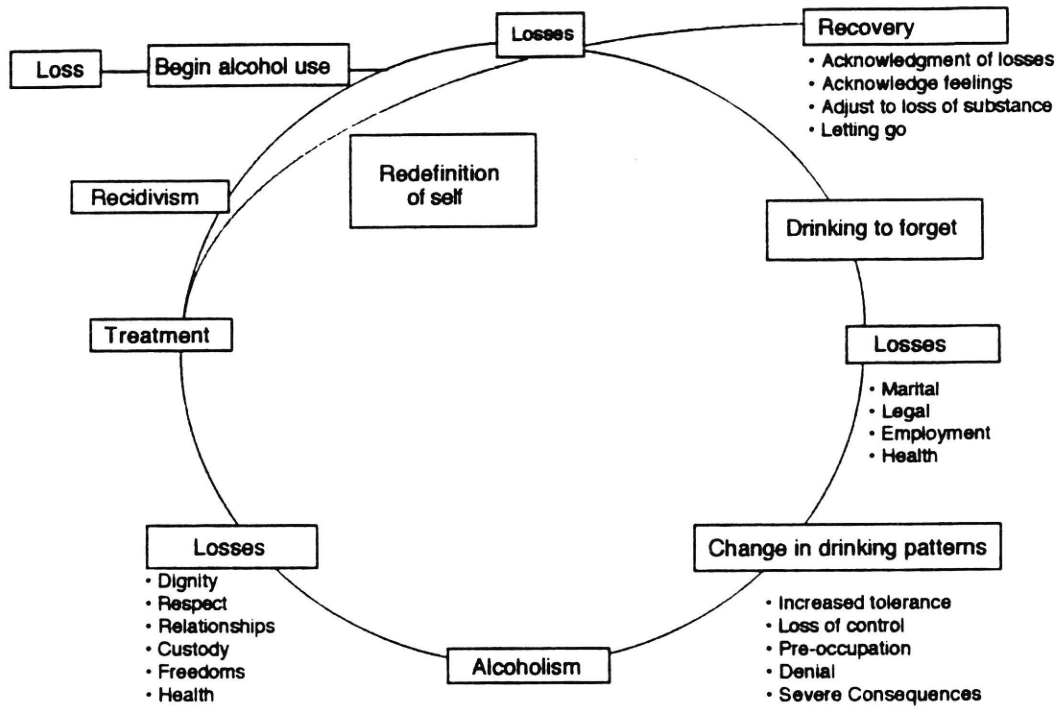 Losses
Recovery
• Acknowledgment of losses
• Acknowledge feelings
• Adjust to loss of substance
• Letting go
Loss
Begin alcohol use
Redefinition
of self
Recidivism
Drinking to forget
Treatment
Losses
• Marital
• Legal
• Employment
• Health
Losses
• Dignity
• Respect
• Relationships
• Custody
• Freedoms
• Health
Change in drinking patterns
• Increased tolerance
• Loss of control
• Pre-occupation
• Denial
• Severe Consequences
Alcoholism